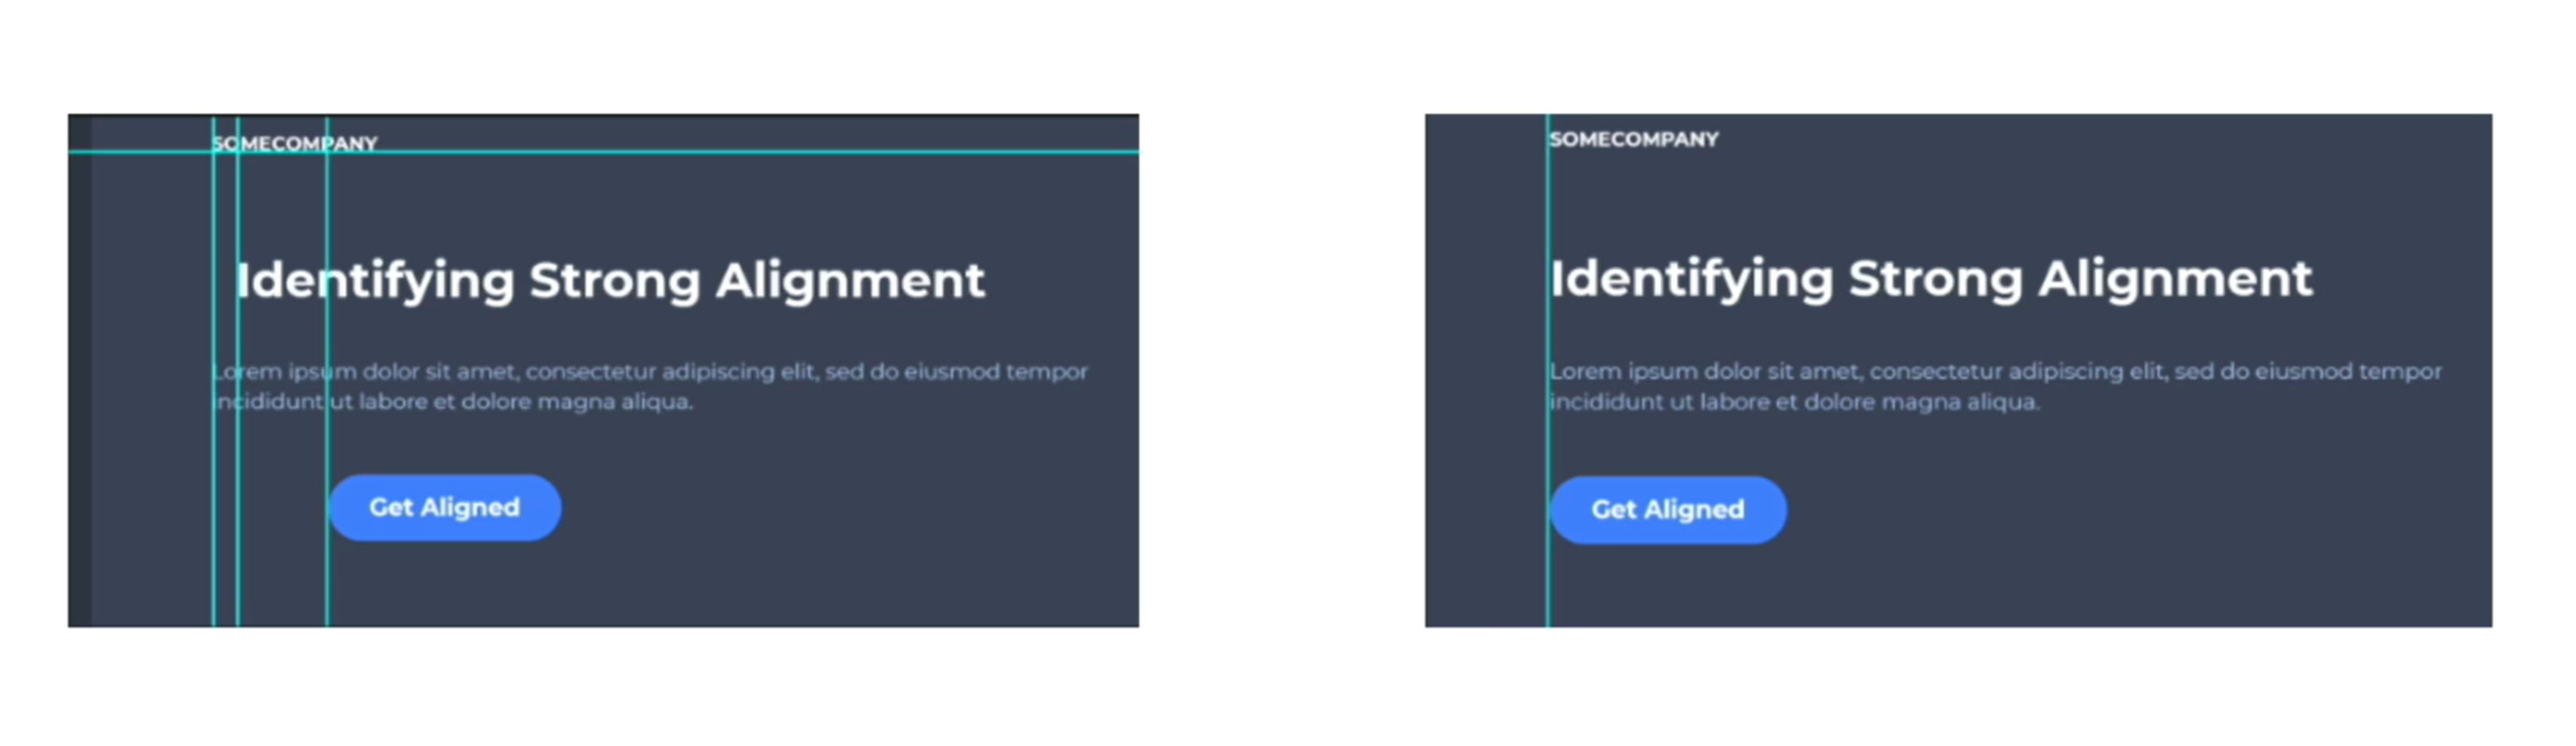 SOMECOMPANY
Identifying Strong Alignment
Lorem ipsum dolor sit amet, consectetur adipiscing elit, sed do eiusmod tempor
incididunt ut labore et dolore magna aliqua.
Get Aligned
SOMECOMPANY
Identifying Strong Alignment
Lorem ipsum dolor sit amet, consectetur adipiscing elit, sed do eiusmod tempor
incididunt ut labore et dolore magna aliqua.
Get Aligned